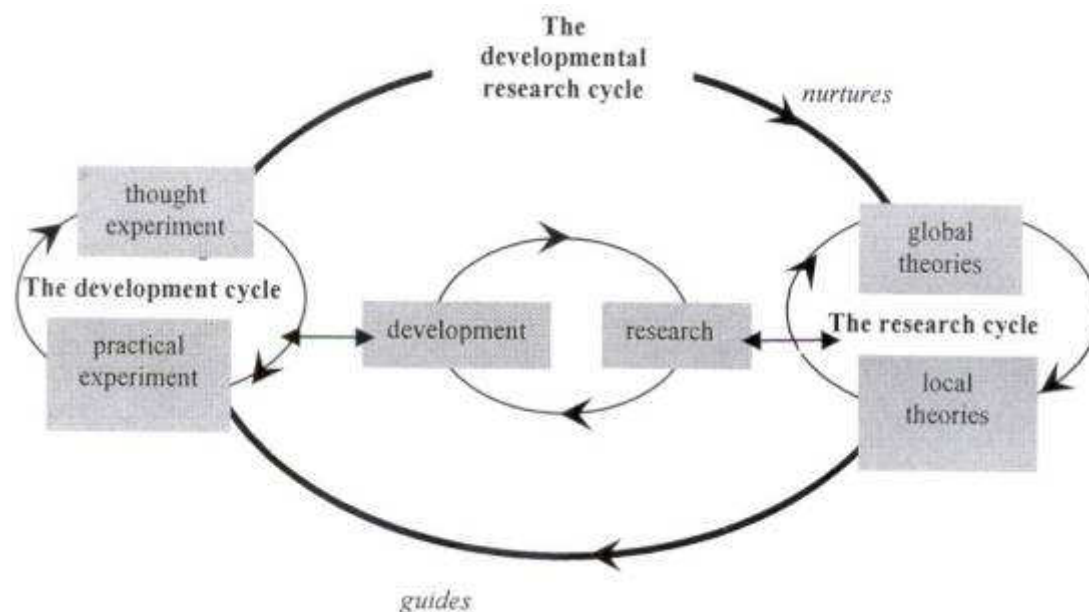 The
developmental
research cycle
nurtures
thought
experiment
The development cycle
practical
experiment
development
research
global
theories
The research cycle
local
theories
guides